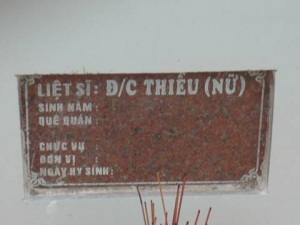 LIỆT SĨ : Đ/C THIỀU (NỮ)
SINH NĂM :
QUÊ QUÁN :
CHỨC VỤ :
ĐƠN VỊ :
NGÀY HY SINH :